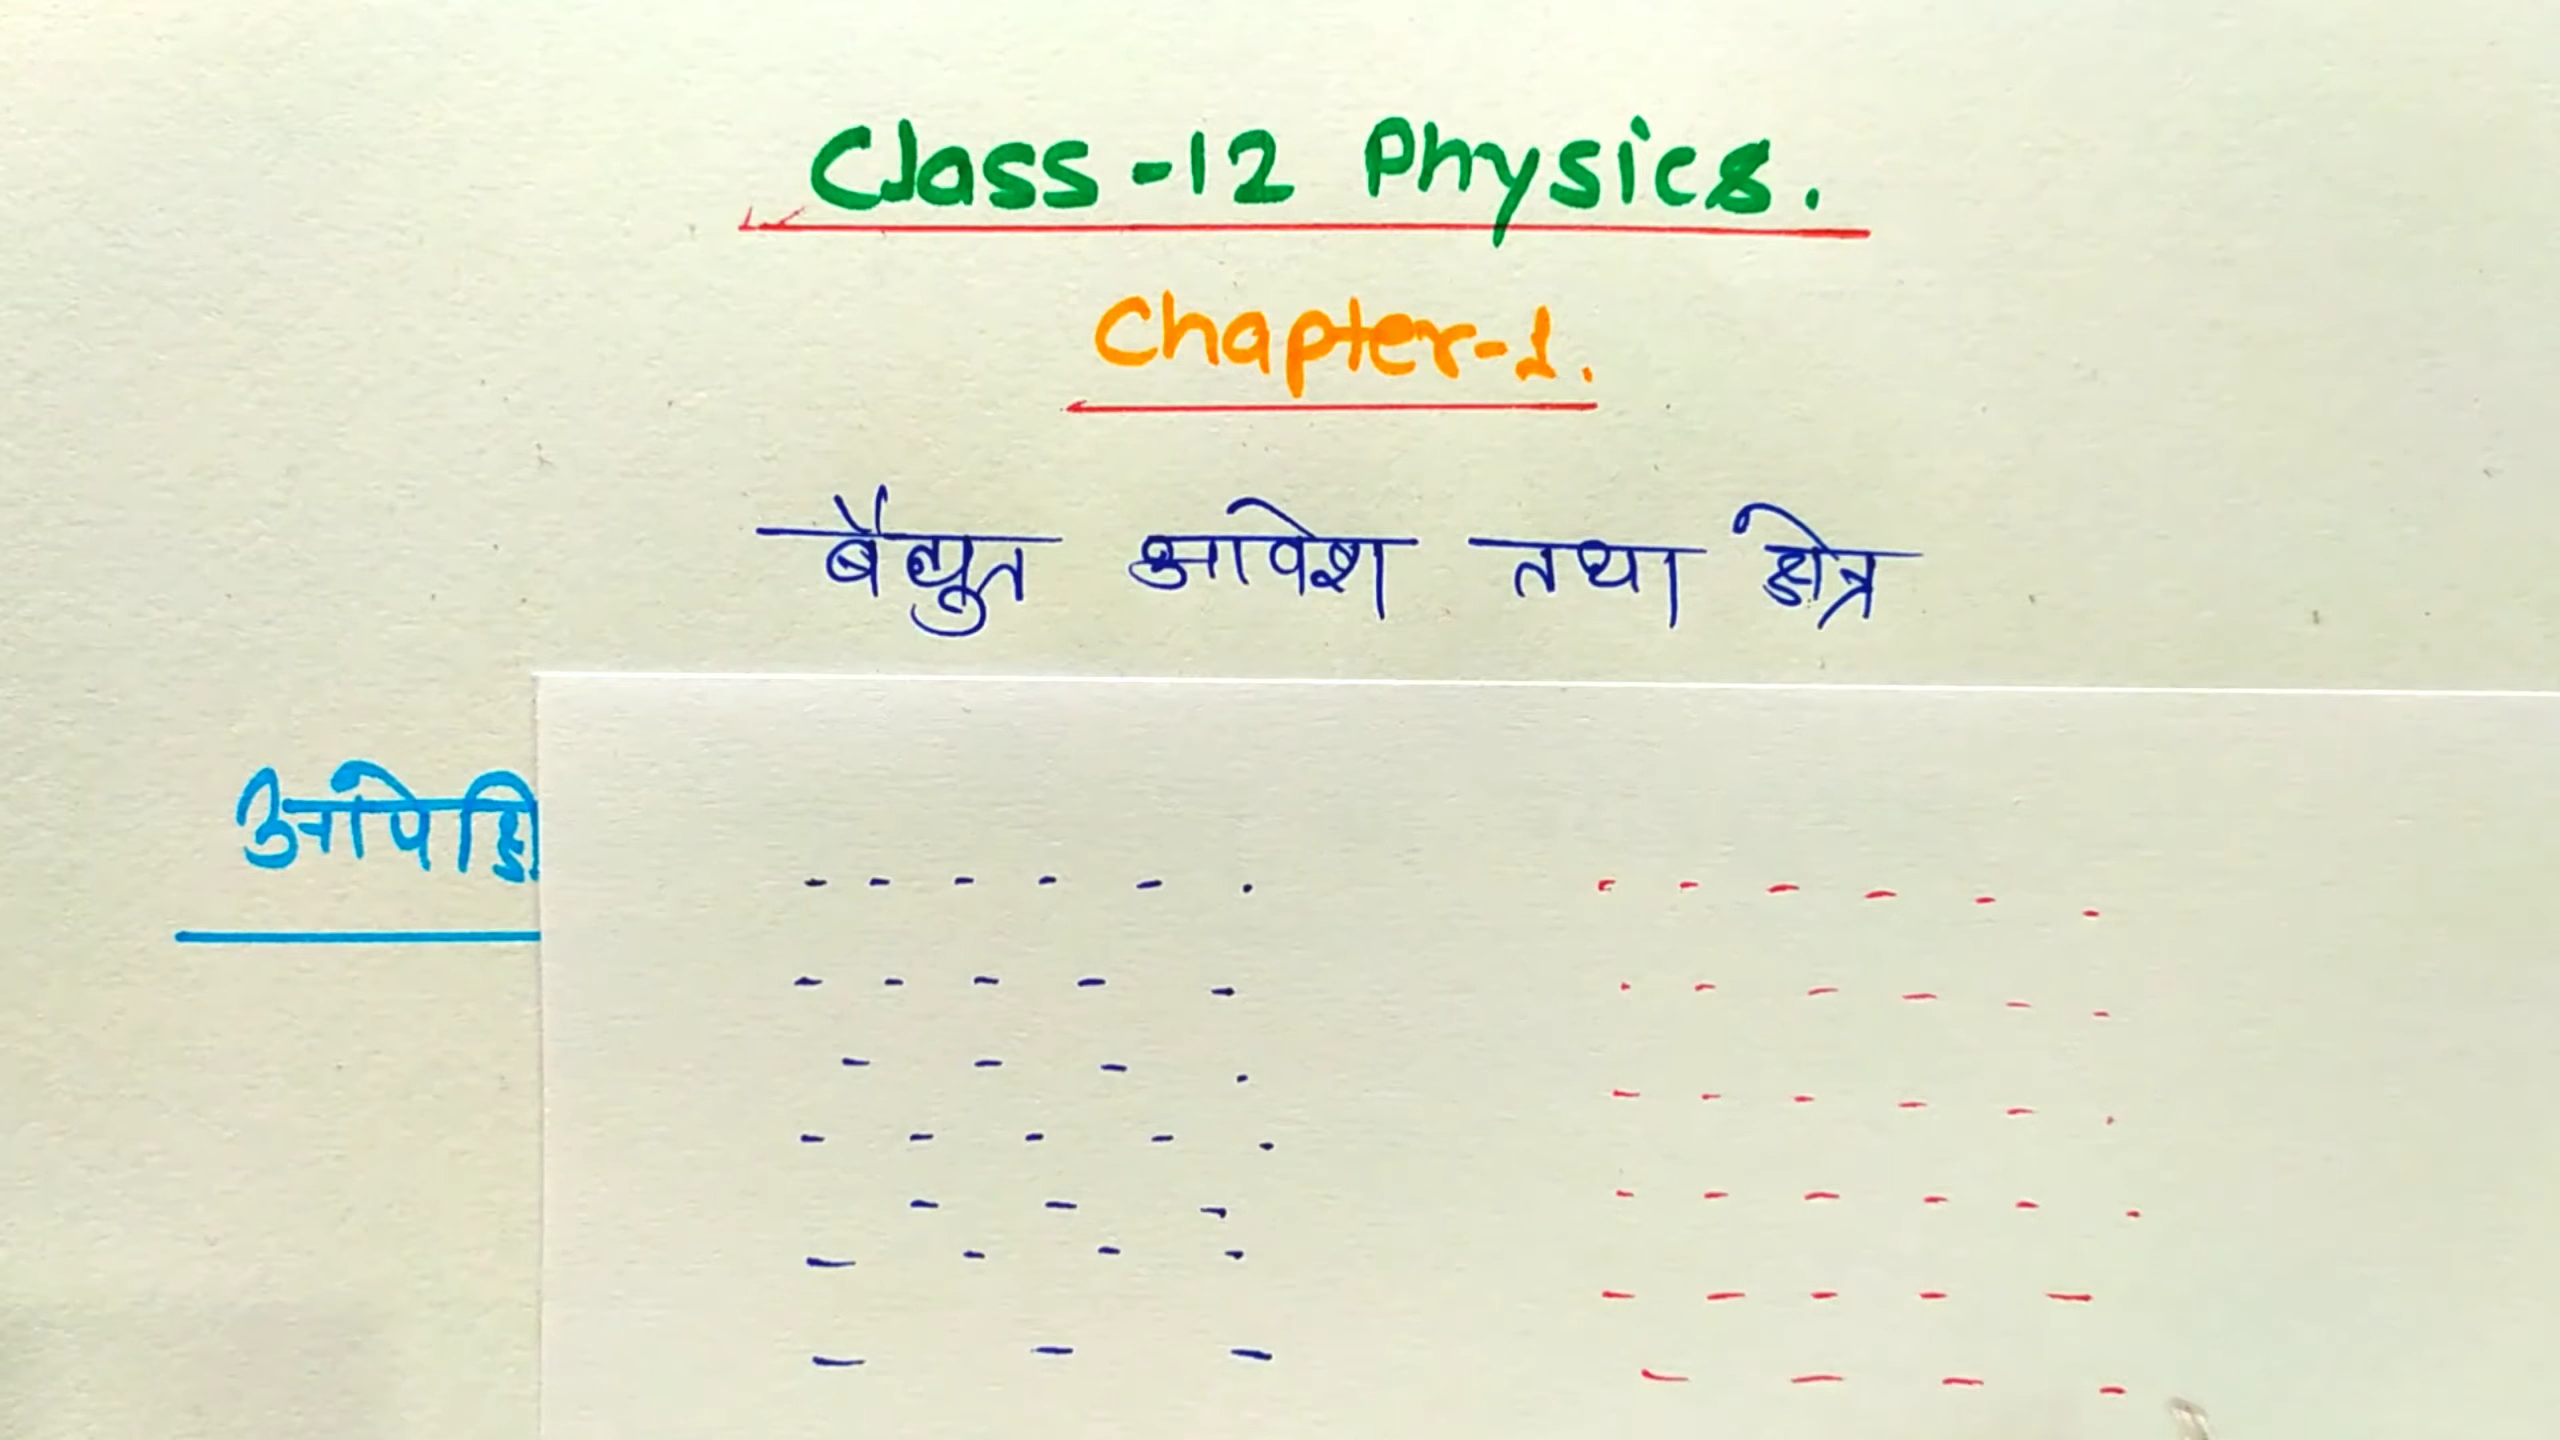 Class-12 Physics.
Chapter-1.
बैद्युत आवेश तथा क्षेत्र